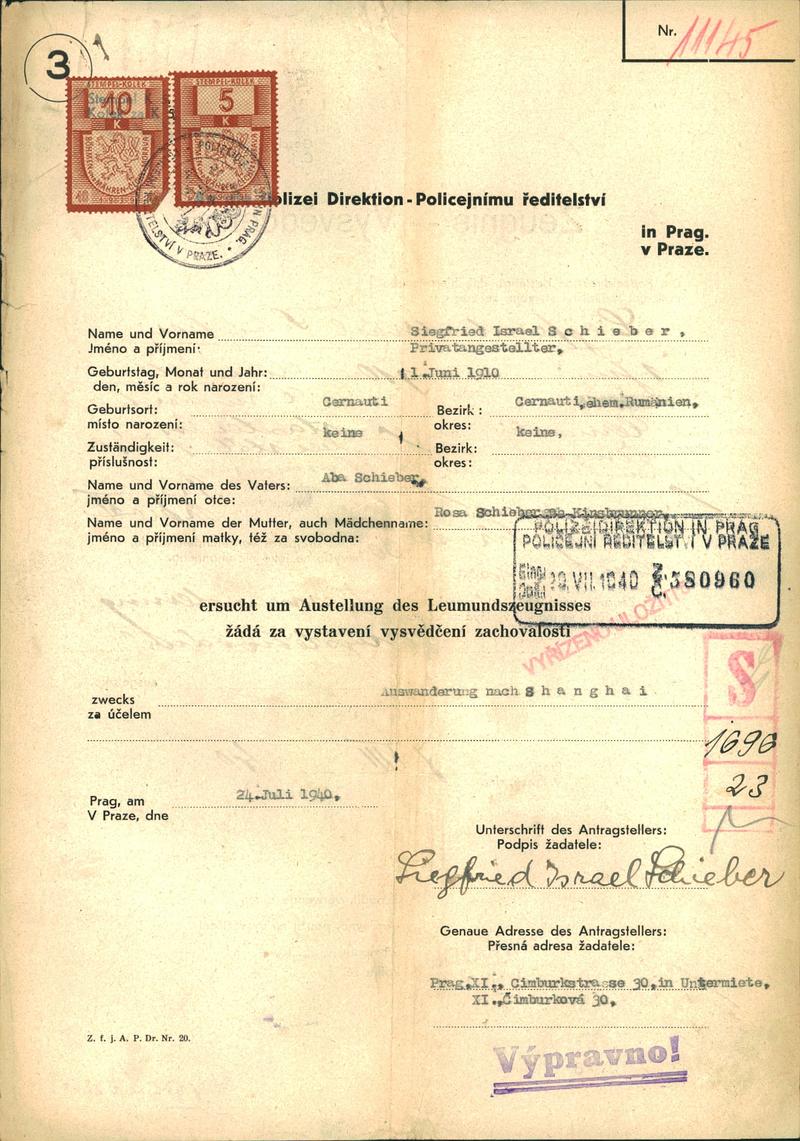 3
Nr. 11145
STEMPEL-KOLEK
10
K
STEMPEL-KOLEK
5
K
Polizei Direktion - Policejnímu ředitelství
in Prag.
v Praze.
V PRAZE.
Name und Vorname Siegfried Israel Schieber,
Jméno a příjmení: Privatangestellter,
Geburtstag, Monat und Jahr: 11.Juni 1910
den, měsíc a rok narození:
Geburtsort: Cernauti Bezirk: Cernauti,ehem.Rumänien,
místo narození: keine okres: keine,
Zuständigkeit: Bezirk:
příslušnost: okres:
Name und Vorname des Vaters: Aba Schieber,
jméno a příjmení otce:
Name und Vorname der Mutter, auch Mädchenname: Rosa Schieber,
jméno a příjmení matky, též za svobodna:
POLIZEIDIREKTION IN PRAG
POLICEJNÍ ŘEDITELSTVÍ V PRAZE
VII. 1940 Č. 580960
ersucht um Austellung des Leumundszeugnisses
žádá za vystavení vysvědčení zachovalosti
VYŘÍZENO ULOŽITI
S
zwecks Auswanderung nach Shanghai
za účelem
1696
23
Prag, am 24.Juli 1940,
V Praze, dne
Unterschrift des Antragstellers:
Podpis žadatele:
Siegfried Israel Schieber
Genaue Adresse des Antragstellers:
Přesná adresa žadatele:
Prag,XI., Cimburkstrasse 30,in Untermiete,
XI.,Čimburková 30,
Z. f. j. A. P. Dr. Nr. 20.
Výpravno!